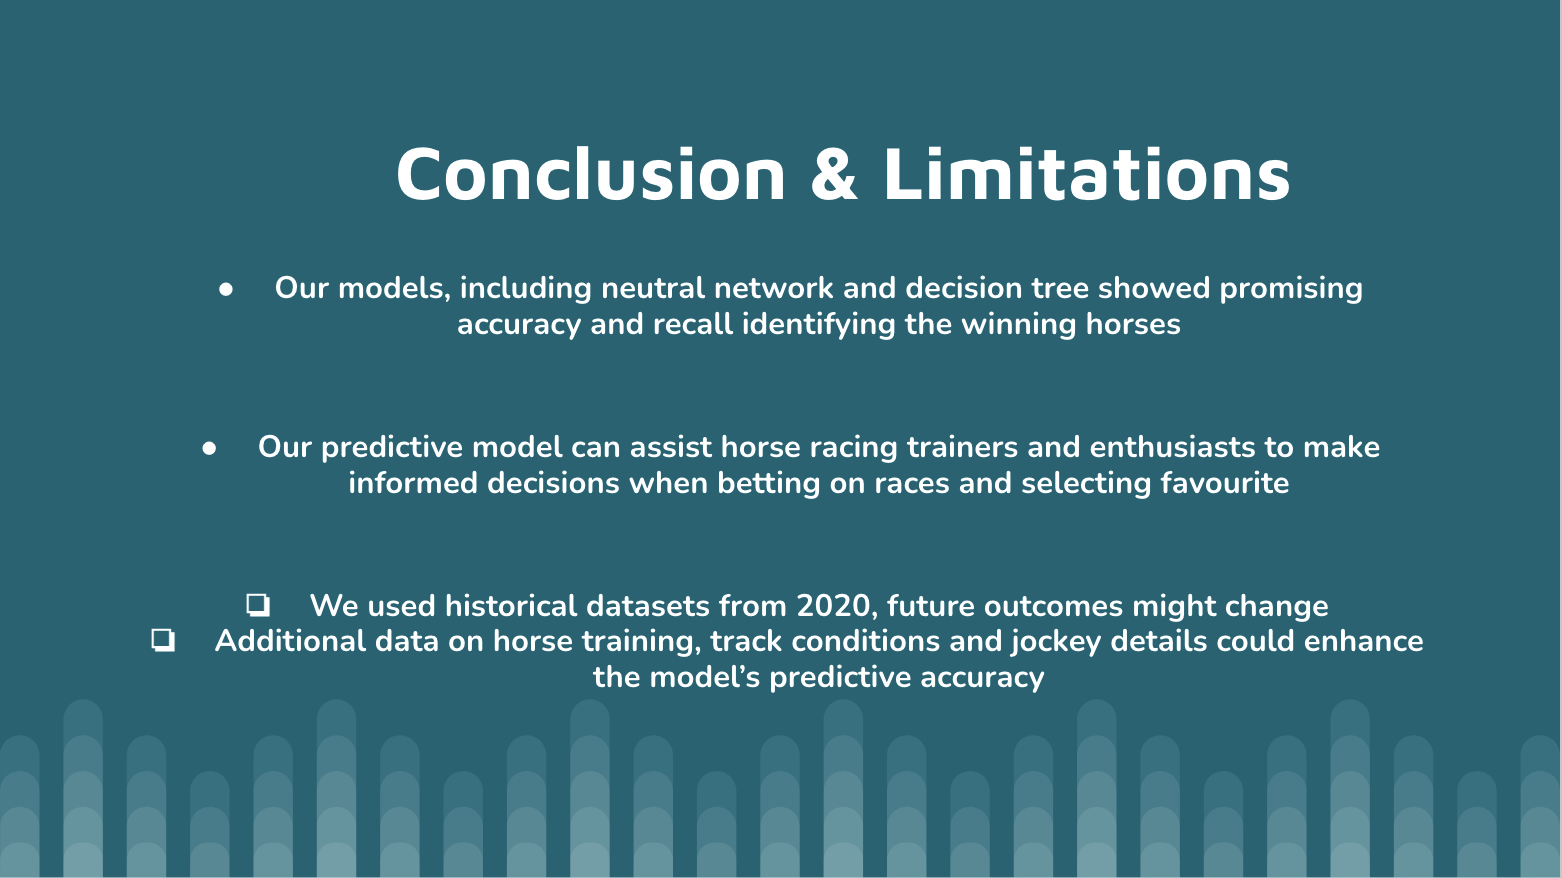 Conclusion & Limitations
● Our models, including neutral network and decision tree showed promising
accuracy and recall identifying the winning horses
● Our predictive model can assist horse racing trainers and enthusiasts to make
informed decisions when betting on races and selecting favourite
❏ We used historical datasets from 2020, future outcomes might change
❏ Additional data on horse training, track conditions and jockey details could enhance
the model’s predictive accuracy